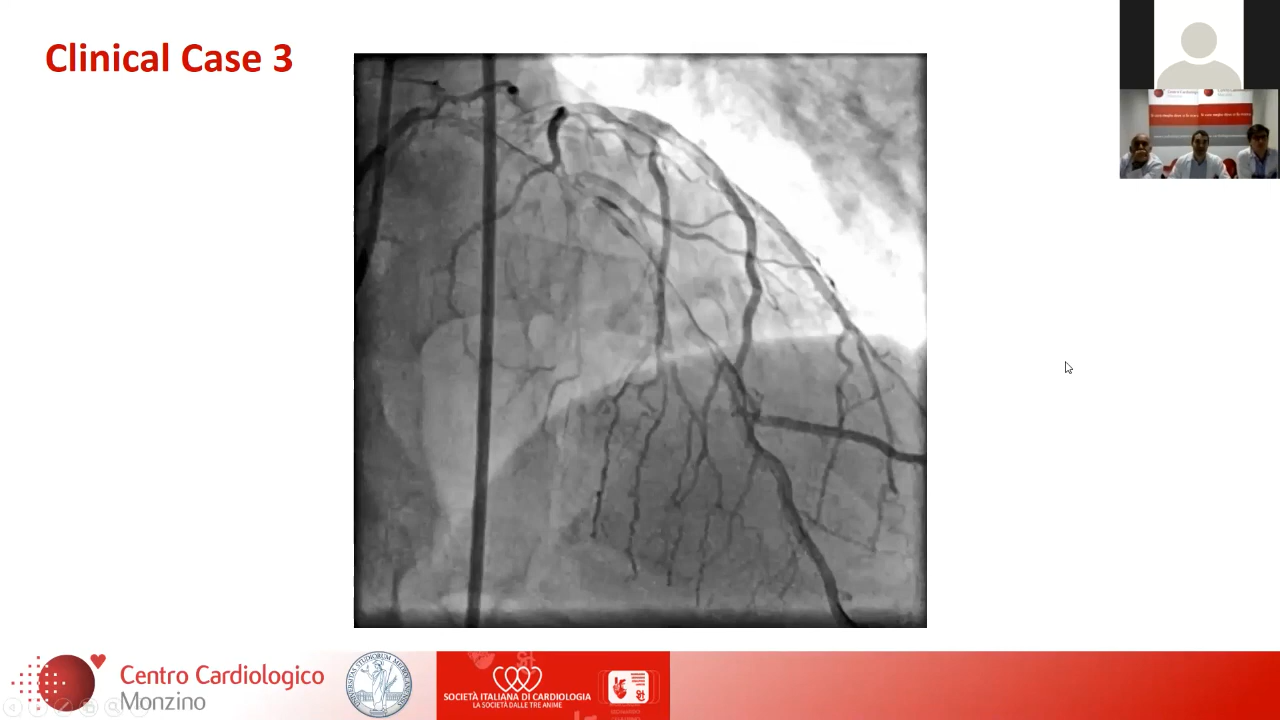 Clinical Case 3
Centro Cardiologico
Monzino
SOCIETÀ ITALIANA DI CARDIOLOGIA
LA SOCIETÀ DALLE TRE ANIME